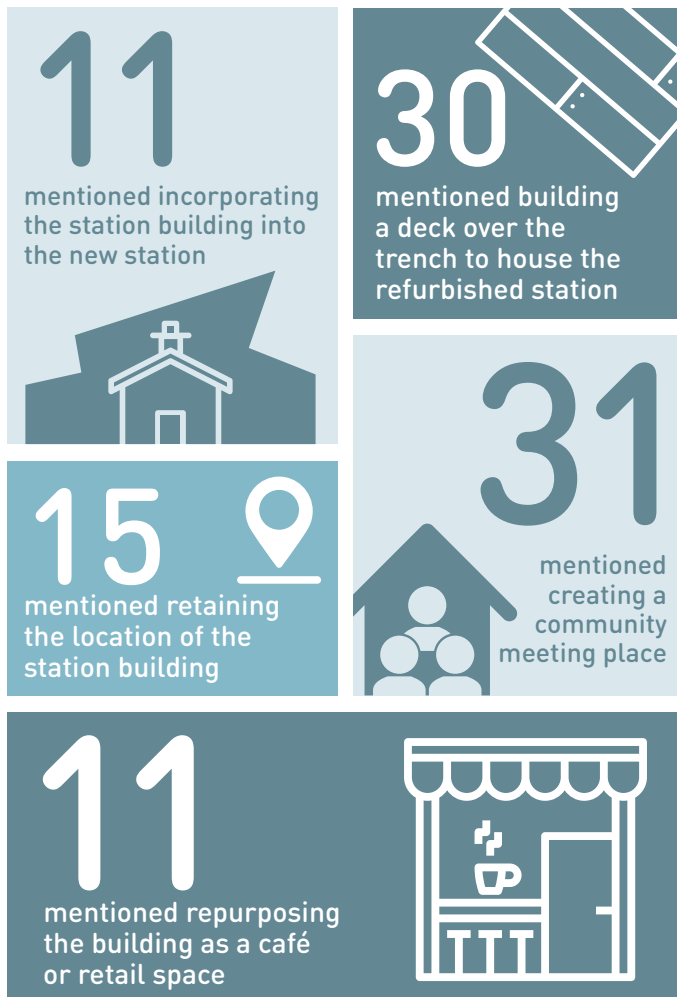 11
mentioned incorporating
the station building into
the new station
30
mentioned building
a deck over the
trench to house the
refurbished station
15
mentioned retaining
the location of the
station building
31
mentioned
creating a
community
meeting place
11
mentioned repurposing
the building as a café
or retail space